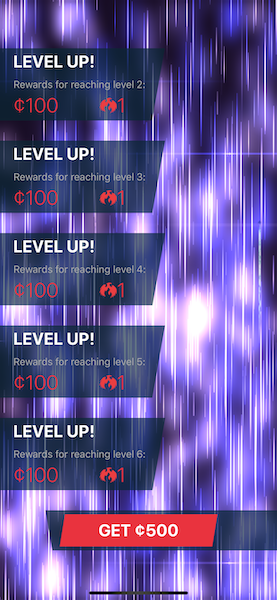 LEVEL UP!
Rewards for reaching level 2:
¢100 1
LEVEL UP!
Rewards for reaching level 3:
¢100 1
LEVEL UP!
Rewards for reaching level 4:
¢100 1
LEVEL UP!
Rewards for reaching level 5:
¢100 1
LEVEL UP!
Rewards for reaching level 6:
¢100 1
GET ¢500